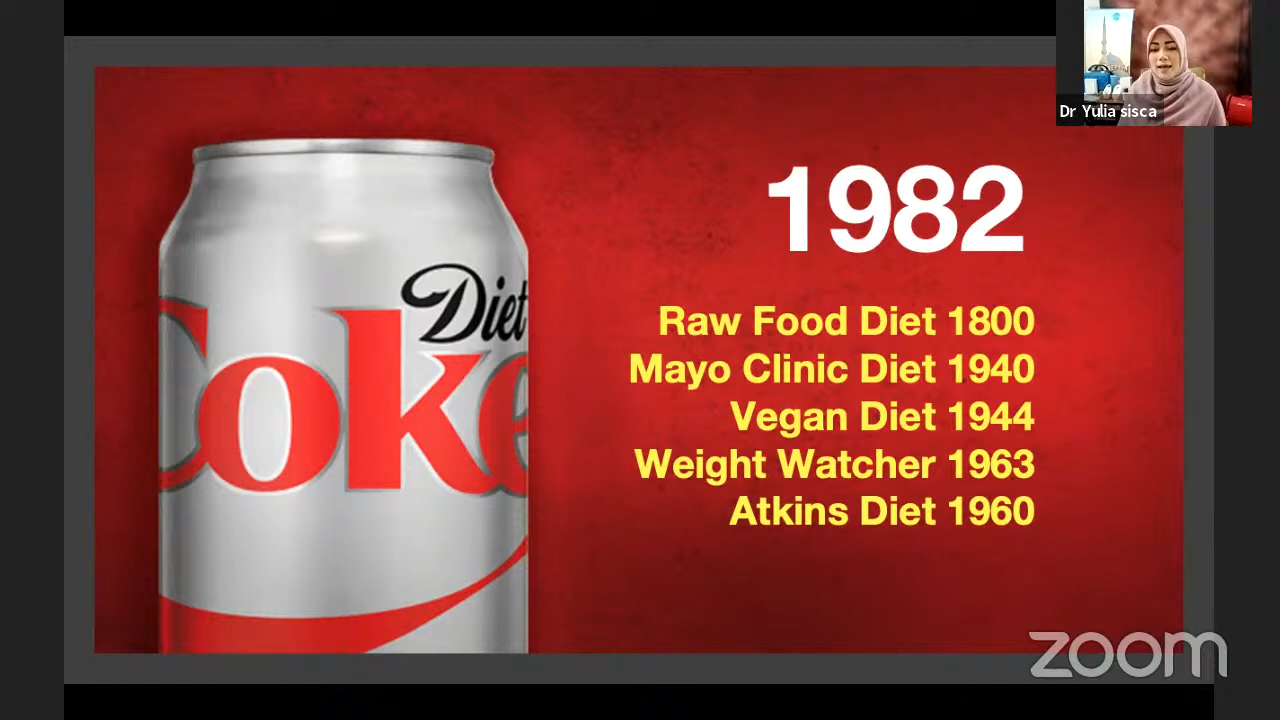 Dr Yulia sisca
1982
Diet
Coke
Raw Food Diet 1800
Mayo Clinic Diet 1940
Vegan Diet 1944
Weight Watcher 1963
Atkins Diet 1960
zoom